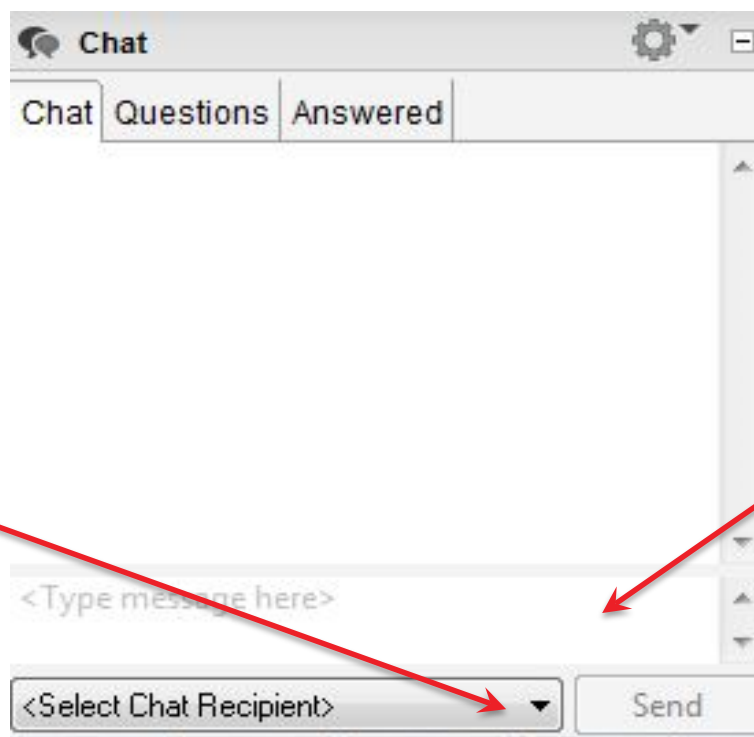 Chat
Chat Questions Answered
<Type message here>
<Select Chat Recipient> Send